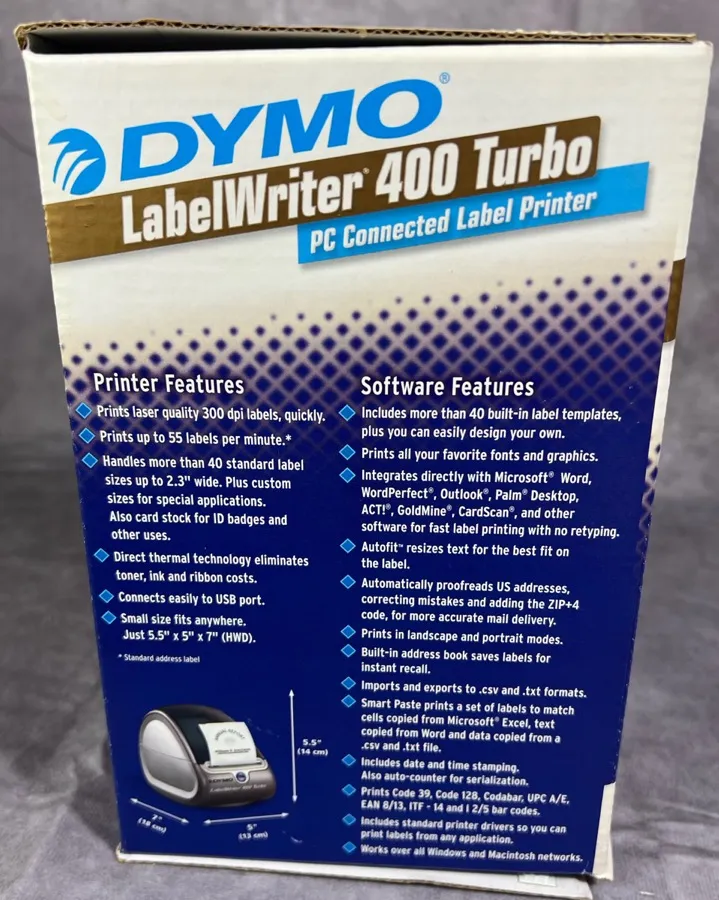 DYMO®
LabelWriter® 400 Turbo
PC Connected Label Printer
Printer Features
Prints laser quality 300 dpi labels, quickly.
Prints up to 55 labels per minute.*
Handles more than 40 standard label
sizes up to 2.3" wide. Plus custom
sizes for special applications.
Also card stock for ID badges and
other uses.
Direct thermal technology eliminates
toner, ink and ribbon costs.
Connects easily to USB port.
Small size fits anywhere.
Just 5.5" x 5" x 7" (HWD).
* Standard address label
Software Features
Includes more than 40 built-in label templates,
plus you can easily design your own.
Prints all your favorite fonts and graphics.
Integrates directly with Microsoft® Word,
WordPerfect®, Outlook®, Palm® Desktop,
ACT!®, GoldMine®, CardScan®, and other
software for fast label printing with no retyping.
Autofit™ resizes text for the best fit on
the label.
Automatically proofreads US addresses,
correcting mistakes and adding the ZIP+4
code, for more accurate mail delivery.
Prints in landscape and portrait modes.
Built-in address book saves labels for
instant recall.
Imports and exports to .csv and .txt formats.
Smart Paste prints a set of labels to match
cells copied from Microsoft® Excel, text
copied from Word and data copied from a
.csv and .txt file.
Includes date and time stamping.
Also auto-counter for serialization.
Prints Code 39, Code 128, Codabar, UPC A/E,
EAN 8/13, ITF - 14 and I 2/5 bar codes.
Includes standard printer drivers so you can
print labels from any application.
Works over all Windows and Macintosh networks.
ANNUAL REPORT
DYMO
LabelWriter 400 Turbo
5.5"
(14 cm)
7"
(18 cm)
5"
(13 cm)